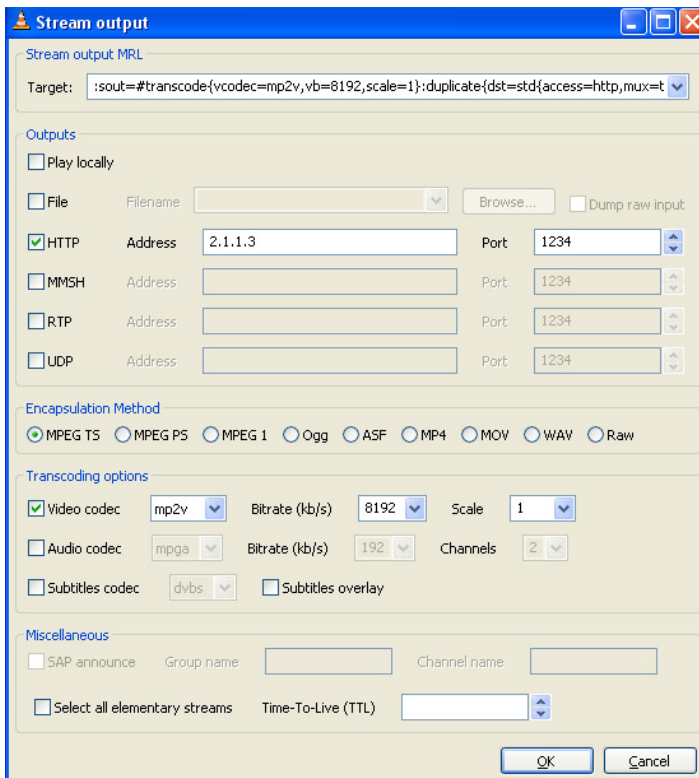 Stream output
Stream output MRL
Target: :sout=#transcode{vcodec=mp2v,vb=8192,scale=1}:duplicate{dst=std{access=http,mux=t
Outputs
Play locally
File Filename Browse... Dump raw input
HTTP Address 2.1.1.3 Port 1234
MMSH Address Port 1234
RTP Address Port 1234
UDP Address Port 1234
Encapsulation Method
MPEG TS MPEG PS MPEG 1 Ogg ASF MP4 MOV WAV Raw
Transcoding options
Video codec mp2v Bitrate (kb/s) 8192 Scale 1
Audio codec mpga Bitrate (kb/s) 192 Channels 2
Subtitles codec dvbs Subtitles overlay
Miscellaneous
SAP announce Group name Channel name
Select all elementary streams Time-To-Live (TTL)
OK Cancel